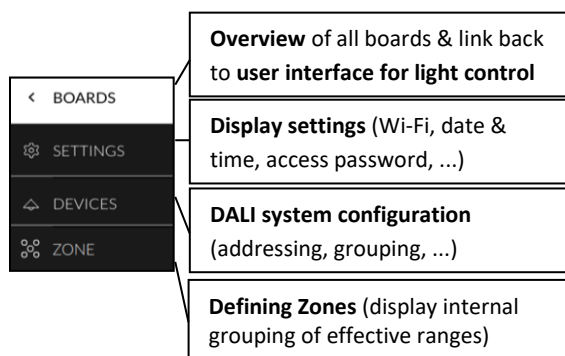 Overview of all boards & link back
to user interface for light control
< BOARDS
SETTINGS
DEVICES
ZONE
Display settings (Wi-Fi, date &
time, access password, ...)
DALI system configuration
(addressing, grouping, ...)
Defining Zones (display internal
grouping of effective ranges)